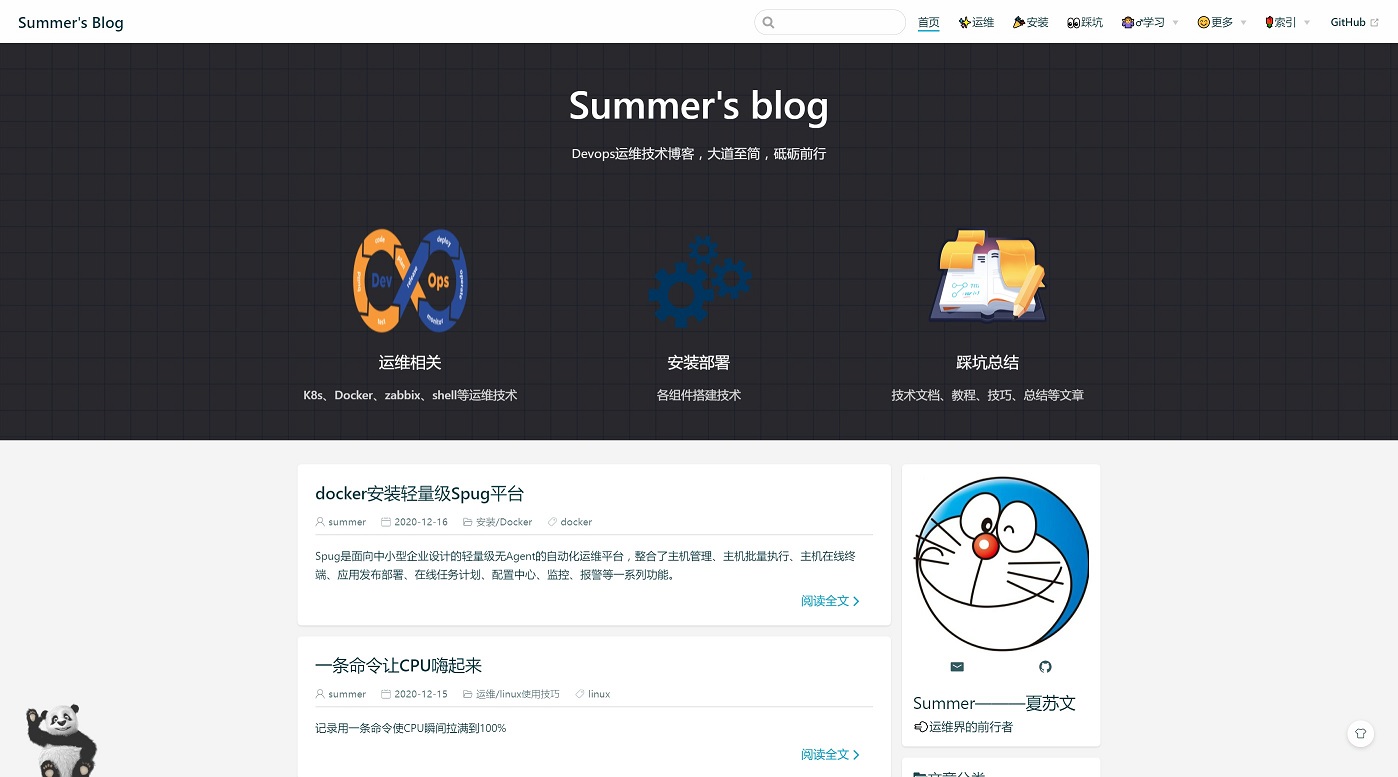 Summer's Blog
首页
运维
安装
踩坑
♂学习
更多
索引
GitHub
Summer's blog
Devops运维技术博客，大道至简，砥砺前行
code
deploy
plan
build
Dev
release
Ops
operate
test
monitor
运维相关
K8s、Docker、zabbix、shell等运维技术
安装部署
各组件搭建技术
踩坑总结
技术文档、教程、技巧、总结等文章
docker安装轻量级Spug平台
summer 2020-12-16 安装/Docker docker
Spug是面向中小型企业设计的轻量级无Agent的自动化运维平台，整合了主机管理、主机批量执行、主机在线终
端、应用发布部署、在线任务计划、配置中心、监控、报警等一系列功能。
阅读全文
一条命令让CPU嗨起来
summer 2020-12-15 运维/linux使用技巧 linux
记录用一条命令使CPU瞬间拉满到100%
阅读全文
Summer———夏苏文
运维界的前行者
文章分类